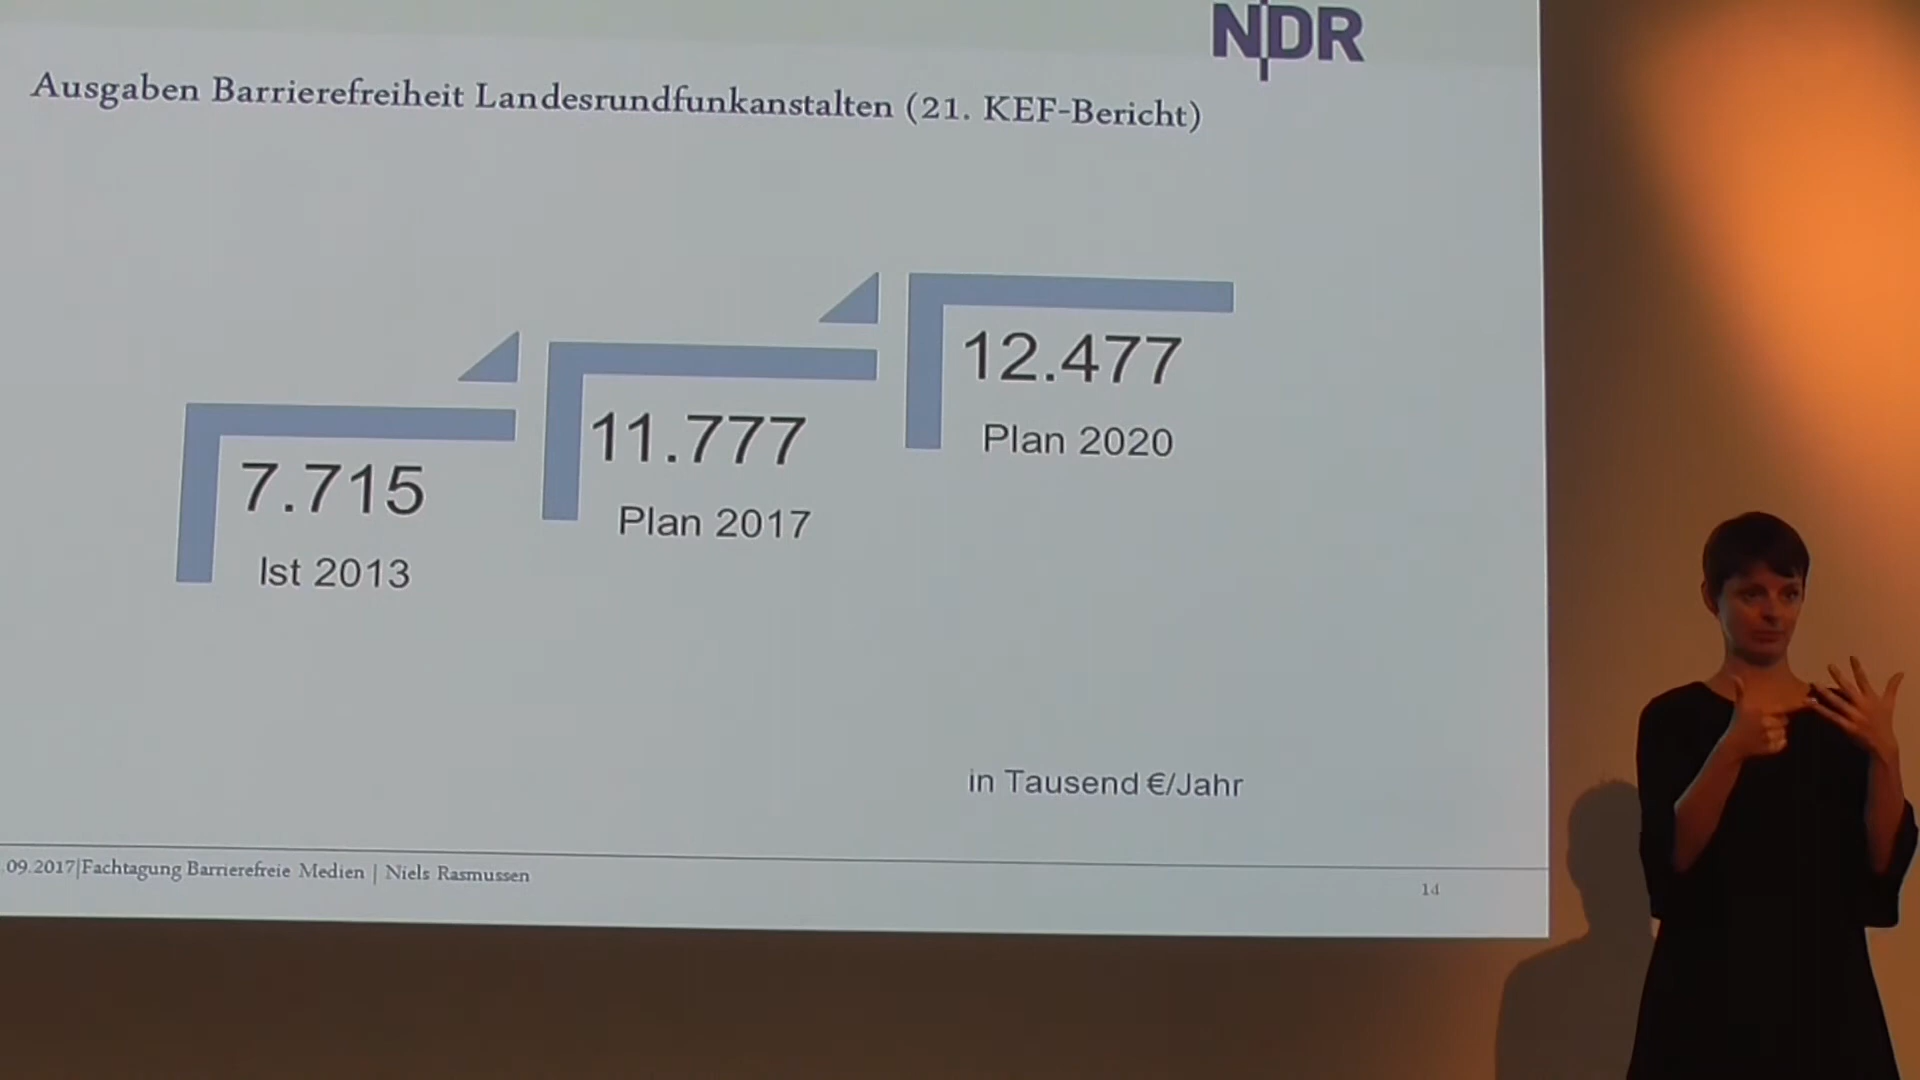 NDR
Ausgaben Barrierefreiheit Landesrundfunkanstalten (21. KEF-Bericht)
7.715
Ist 2013
11.777
Plan 2017
12.477
Plan 2020
in Tausend €/Jahr
09.2017|Fachtagung Barrierefreie Medien | Niels Rasmussen
14